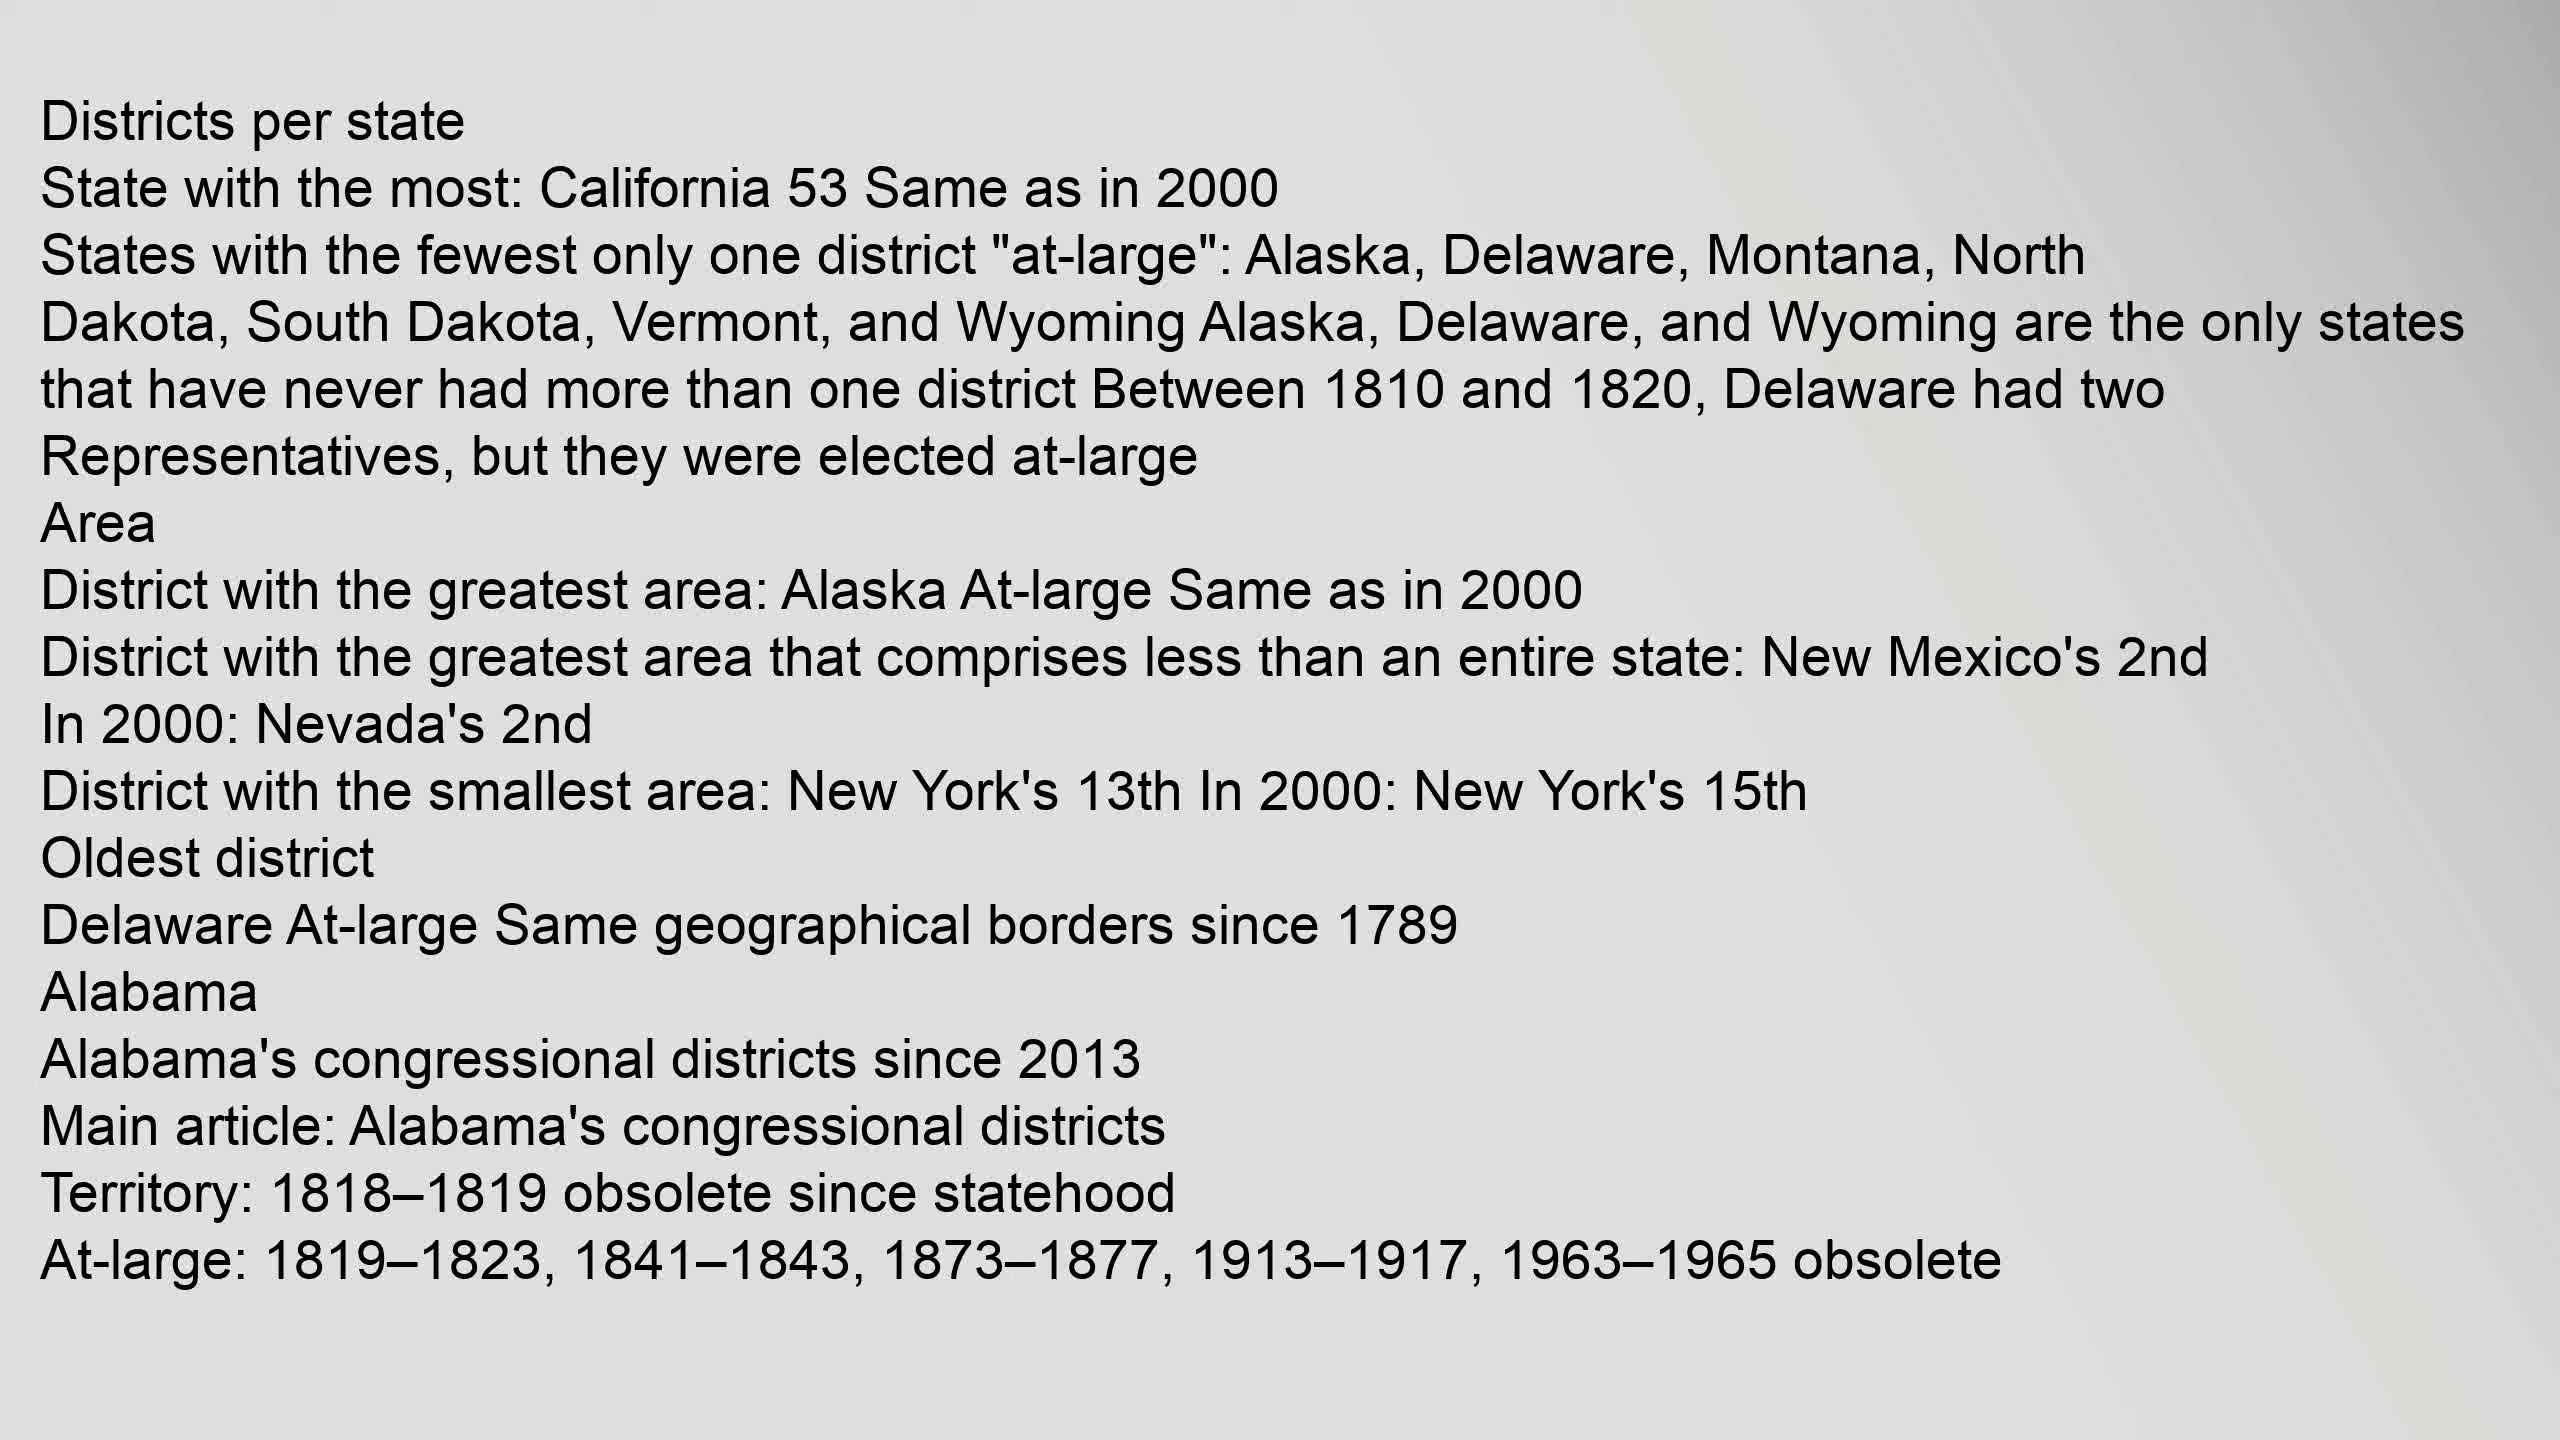 Districts per state
State with the most: California 53 Same as in 2000
States with the fewest only one district "at-large": Alaska, Delaware, Montana, North
Dakota, South Dakota, Vermont, and Wyoming Alaska, Delaware, and Wyoming are the only states
that have never had more than one district Between 1810 and 1820, Delaware had two
Representatives, but they were elected at-large
Area
District with the greatest area: Alaska At-large Same as in 2000
District with the greatest area that comprises less than an entire state: New Mexico's 2nd
In 2000: Nevada's 2nd
District with the smallest area: New York's 13th In 2000: New York's 15th
Oldest district
Delaware At-large Same geographical borders since 1789
Alabama
Alabama's congressional districts since 2013
Main article: Alabama's congressional districts
Territory: 1818–1819 obsolete since statehood
At-large: 1819–1823, 1841–1843, 1873–1877, 1913–1917, 1963–1965 obsolete